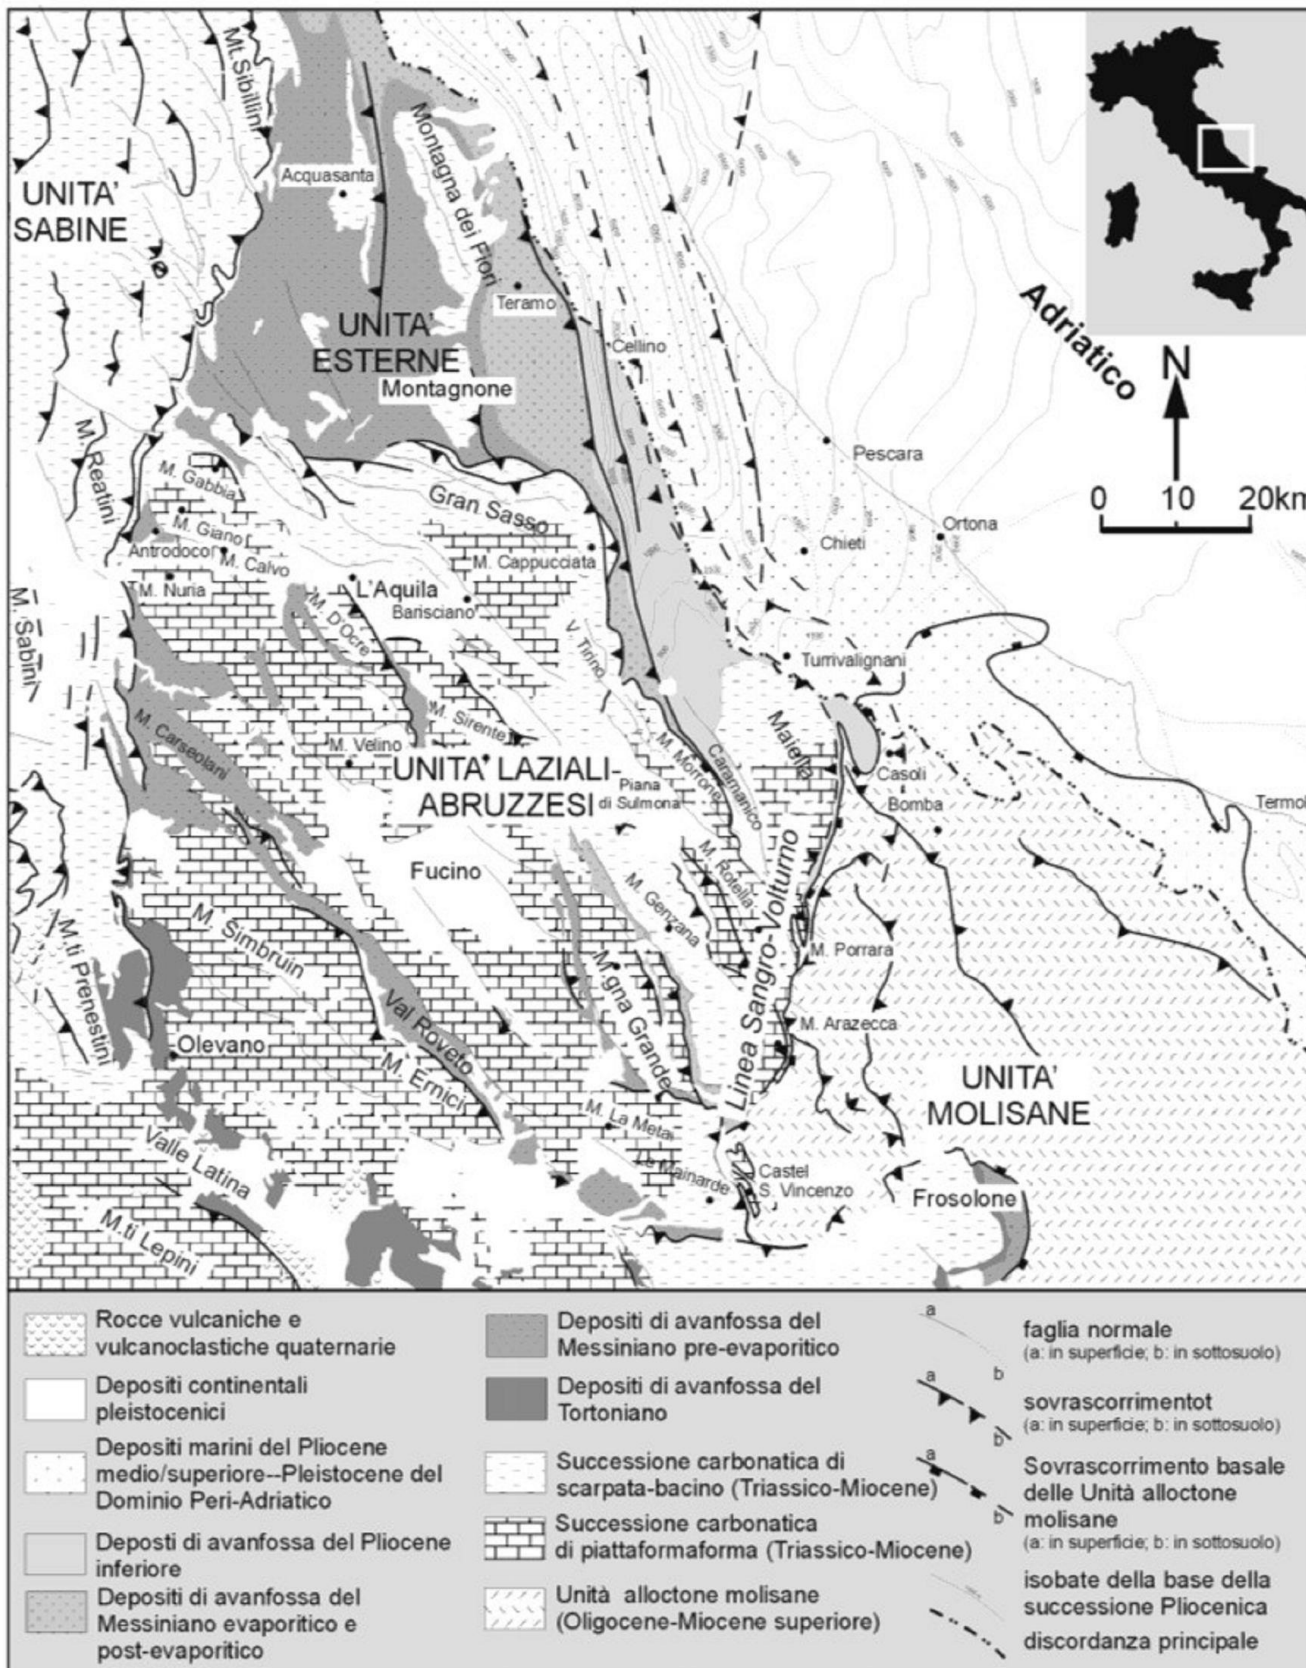 Mt.Sibillini
UNITA'
SABINE
Acquasanta
Montagna dei Fiori
Teramo
UNITA'
ESTERNE
Montagnone
Cellino
Adriatico
N
0 10 20km
Pescara
Ortona
Chieti
M. Reatini
M. Gabbia
Gran Sasso
M. Giano
Antrodoco
M. Calvo
M. Cappucciata
M. Nuria
L'Aquila
Barisciano
M. D'Ocre
V. Tirino
Turrivalignani
M. Sabini
M. Carseolani
M. Sirente
M. Velino
M. Morrone
Caramanico
Maiella
UNITA' LAZIALI-
ABRUZZESI
Piana
di Sulmona
Casoli
Bomba
Termol
Fucino
M. Rotella
M. Genzana
Linea Sangro-Volturno
M. Porrara
M. Simbruin
M.ti Prenestini
M.gna Grande
Val Roveto
M. Arazecca
Olevano
M. Ernici
UNITA'
MOLISANE
M. La Meta
Valle Latina
Le Mainarde
Castel
S. Vincenzo
Frosolone
M.ti Lepini
Rocce vulcaniche e
vulcanoclastiche quaternarie
Depositi continentali
pleistocenici
Depositi marini del Pliocene
medio/superiore--Pleistocene del
Dominio Peri-Adriatico
Deposti di avanfossa del Pliocene
inferiore
Depositi di avanfossa del
Messiniano evaporitico e
post-evaporitico
Depositi di avanfossa del
Messiniano pre-evaporitico
Depositi di avanfossa del
Tortoniano
Successione carbonatica di
scarpata-bacino (Triassico-Miocene)
Successione carbonatica
di piattaformaforma (Triassico-Miocene)
Unità alloctone molisane
(Oligocene-Miocene superiore)
a
b
faglia normale
(a: in superficie; b: in sottosuolo)
a
b
sovrascorrimentot
(a: in superficie; b: in sottosuolo)
a
b
Sovrascorrimento basale
delle Unità alloctone
molisane
(a: in superficie; b: in sottosuolo)
isobate della base della
successione Pliocenica
discordanza principale